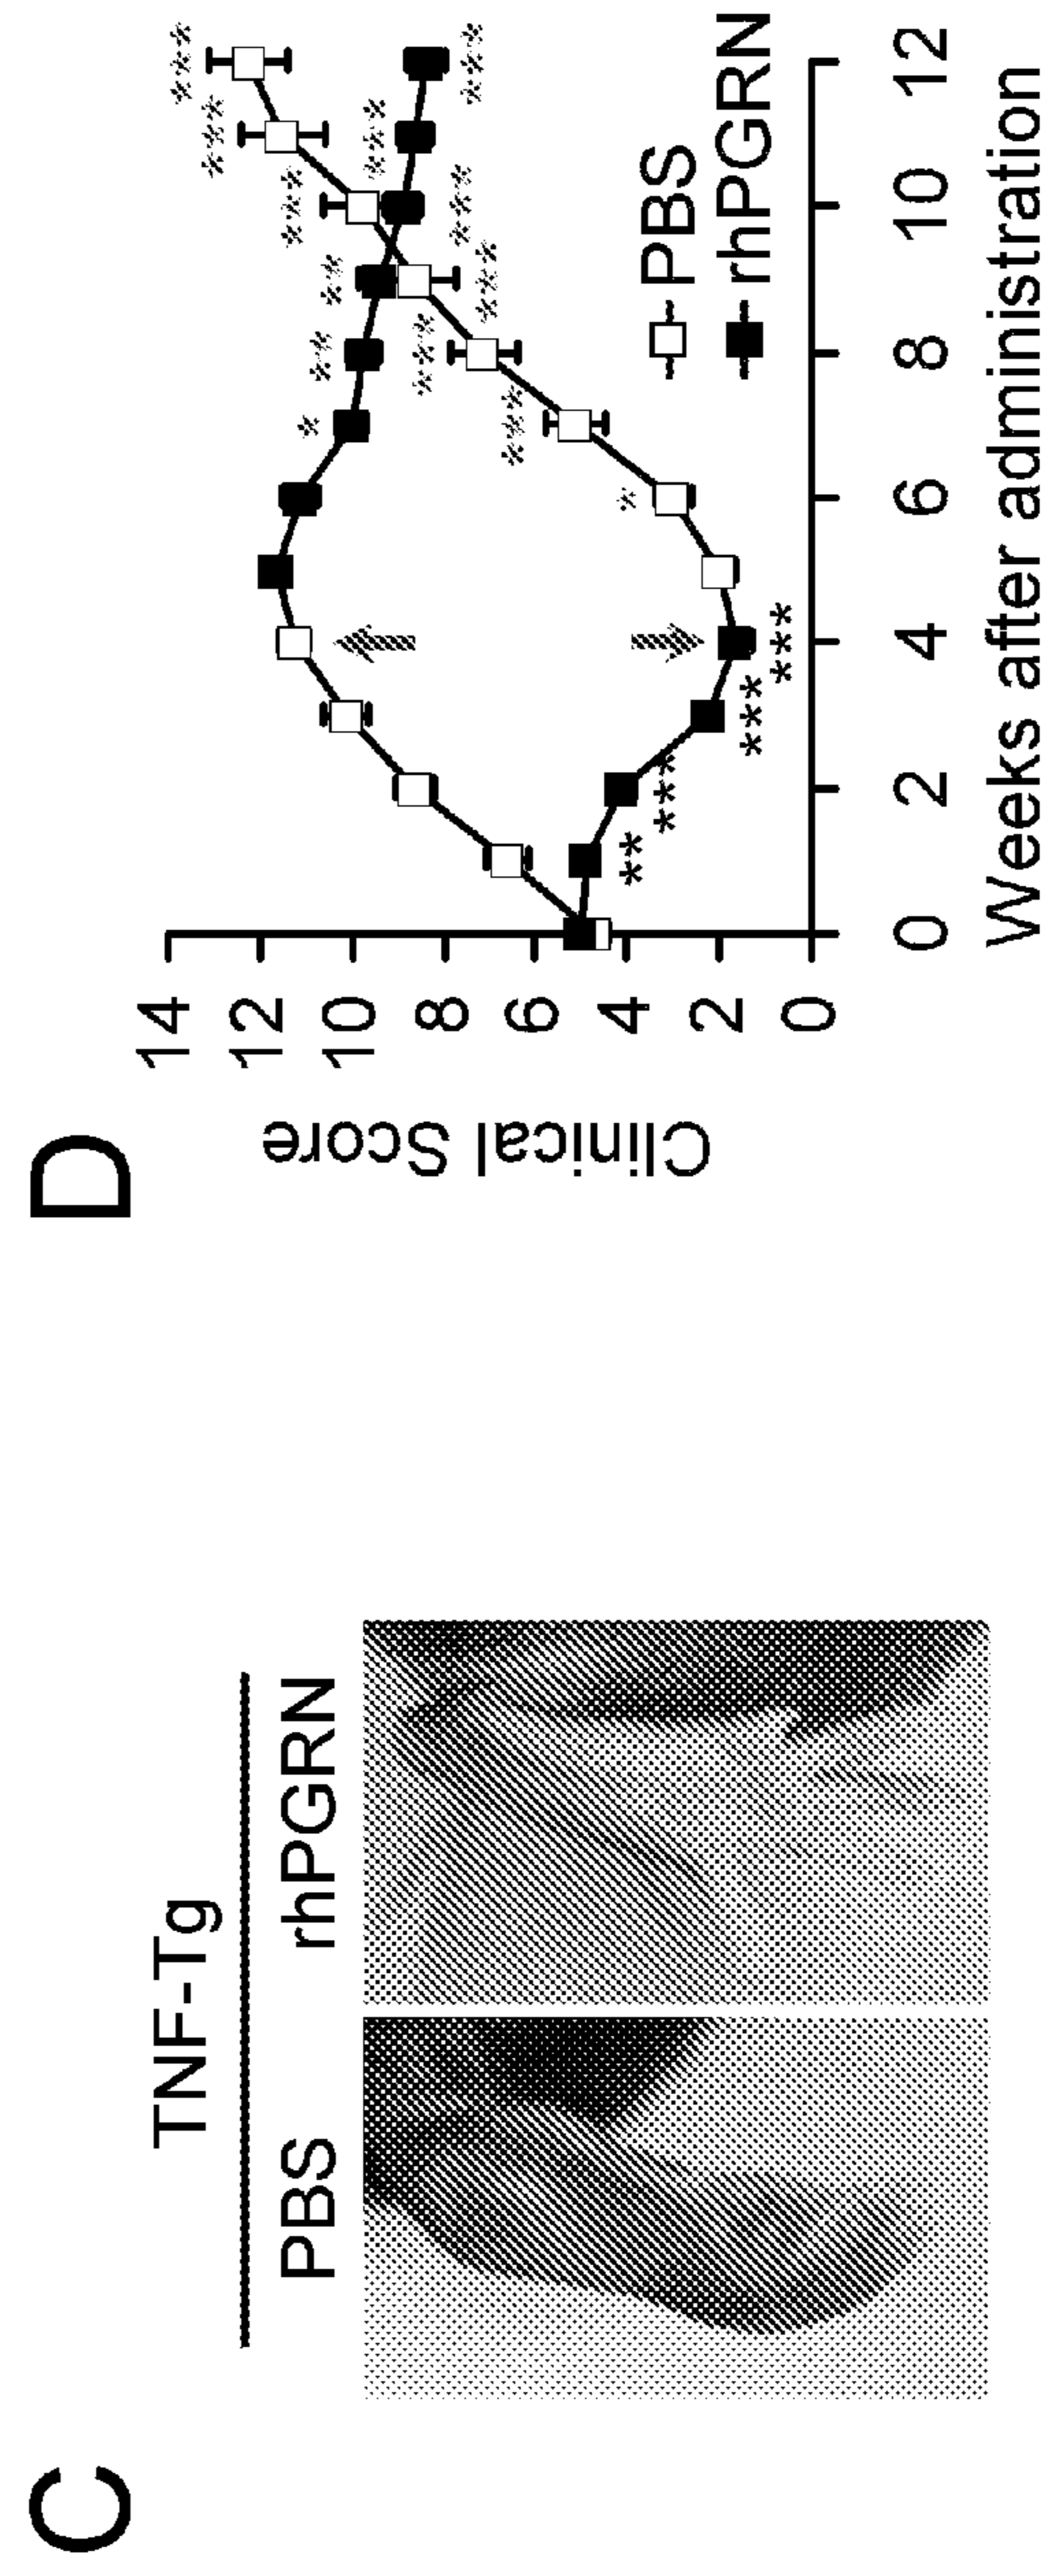 C
TNF-Tg
PBS rhPGRN
D
Clinical Score
14
12
10
8
6
4
2
0
***
***
***
***
***
***
*
*
**
**
***
***
***
**
***
***
***
PBS
rhPGRN
0 2 4 6 8 10 12
Weeks after administration